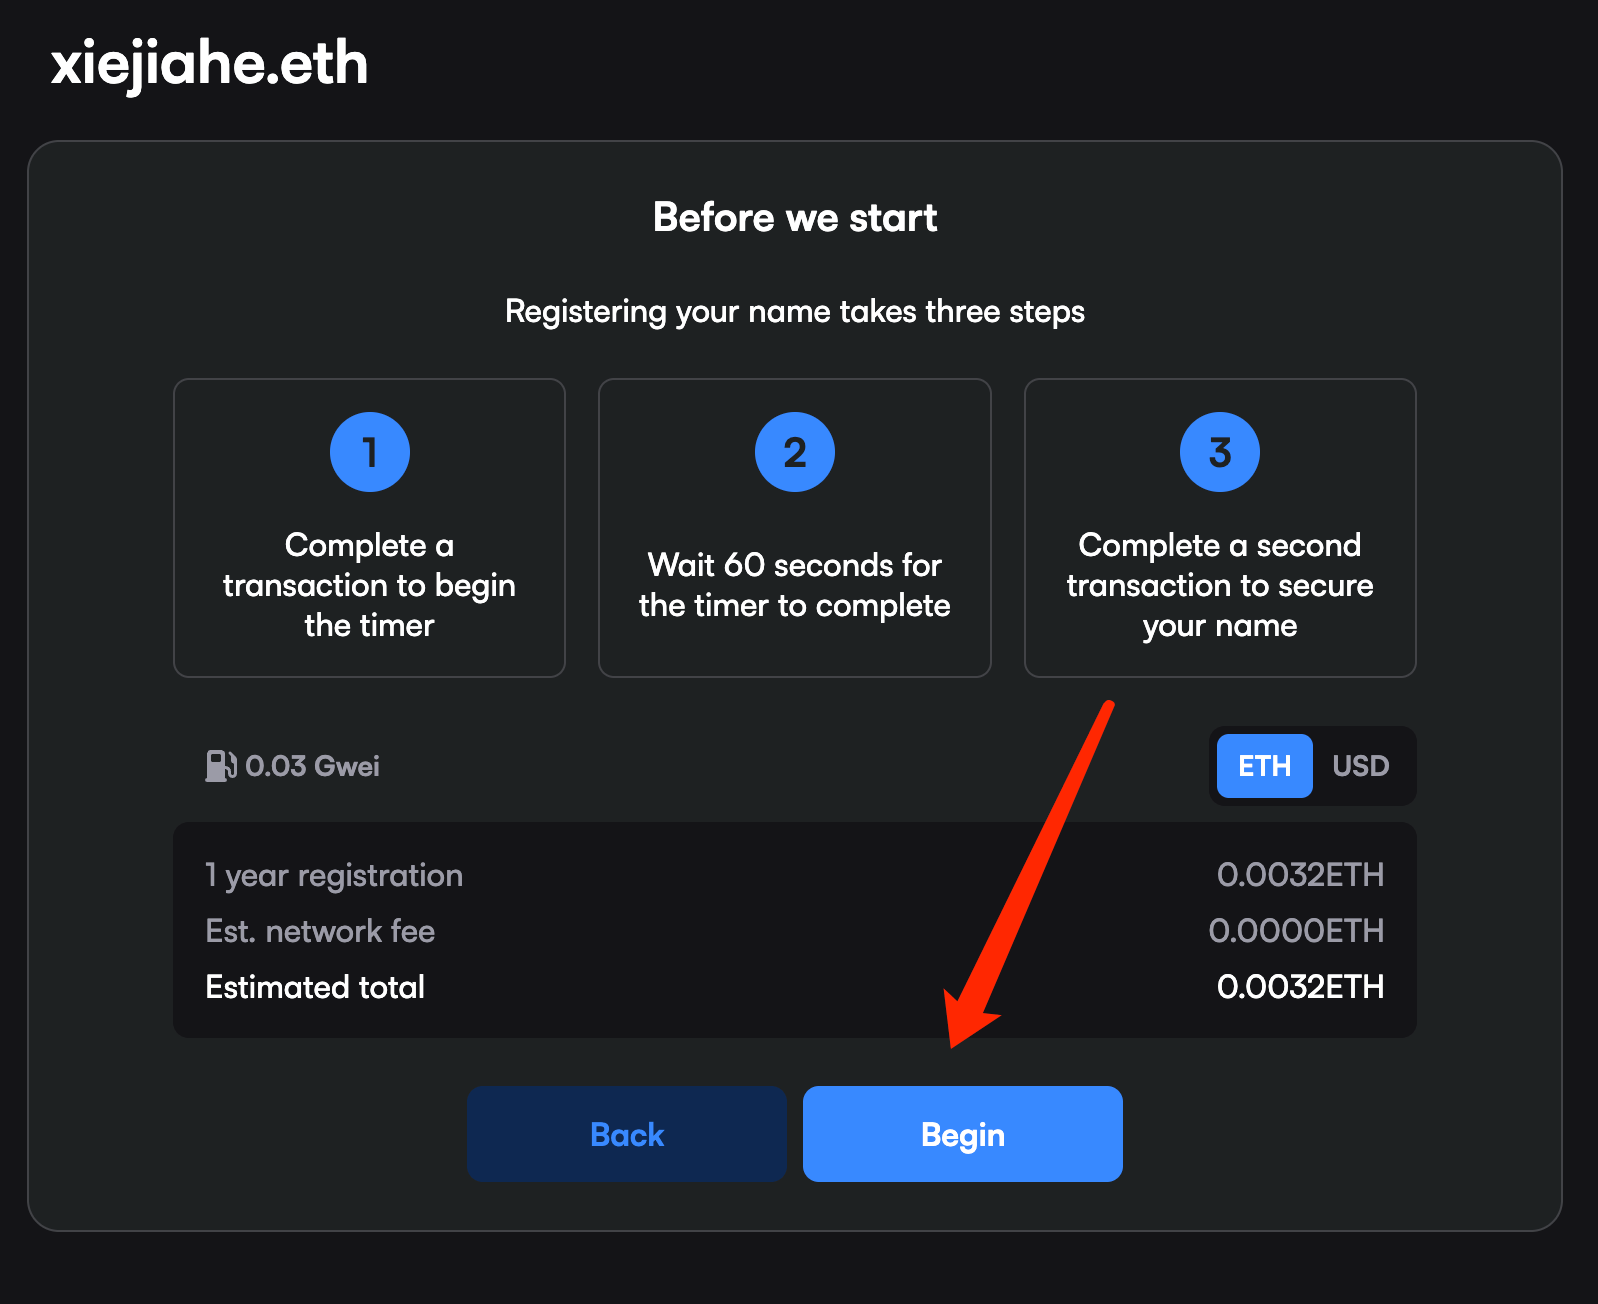 xiejiahe.eth
Before we start
Registering your name takes three steps
1
Complete a
transaction to begin
the timer
2
Wait 60 seconds for
the timer to complete
3
Complete a second
transaction to secure
your name
0.03 Gwei
ETH USD
1 year registration 0.0032ETH
Est. network fee 0.0000ETH
Estimated total 0.0032ETH
Back Begin